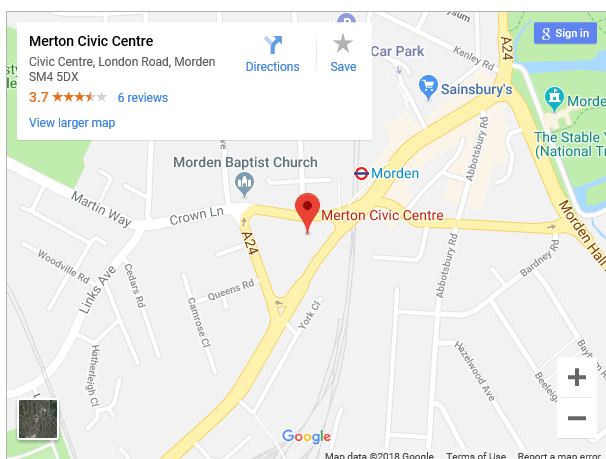 Merton Civic Centre
Civic Centre, London Road, Morden
SM4 5DX
3.7
6 reviews
View larger map
Directions
Save
g Sign in
P
Car Park
Kenley Rd
A24
Sainsbury's
Morden
The Stable Y
(National Tr
Abbotsbury Rd
Morden Baptist Church
Morden
Martin Way
Crown Ln
Merton Civic Centre
A24
Morden Hall
Woodville Rd
Links Ave
Cedars Rd
Queens Rd
Camrose Cl
York Cl
Abbotsbury Rd
Bardney Rd
Hatherleigh Cl
Hazelwood Ave
Beeleig
Google
Map data ©2018 Google
Terms of Use
Report a map error